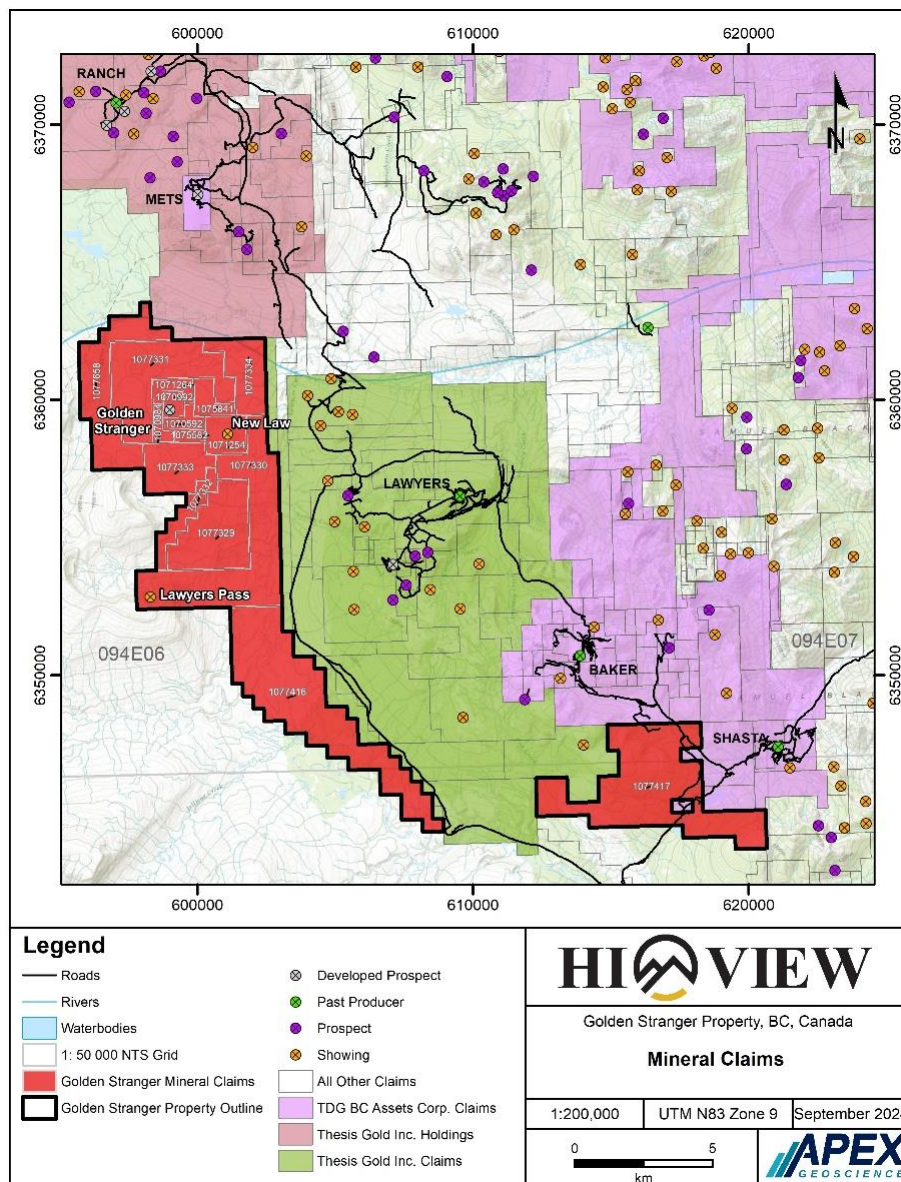 600000
610000
620000
RANCH
6370000
6370000
N
METS
6360000
6360000
1077658
1077331
1077334
1071264
1070992
1075841
Golden
Stranger
1070984
New Law
1071254
1077333
1077330
1077332
1077329
LAWYERS
Lawyers Pass
094E06
094E07
6350000
6350000
BAKER
SHASTA
1077416
1077417
600000
610000
620000
Legend
Roads
Rivers
Waterbodies
1: 50 000 NTS Grid
Golden Stranger Mineral Claims
Golden Stranger Property Outline
Developed Prospect
Past Producer
Prospect
Showing
All Other Claims
TDG BC Assets Corp. Claims
Thesis Gold Inc. Holdings
Thesis Gold Inc. Claims
HI VIEW
Golden Stranger Property, BC, Canada
Mineral Claims
1:200,000
UTM N83 Zone 9
September 2024
0 5
km
APEX
GEOSCIENCE